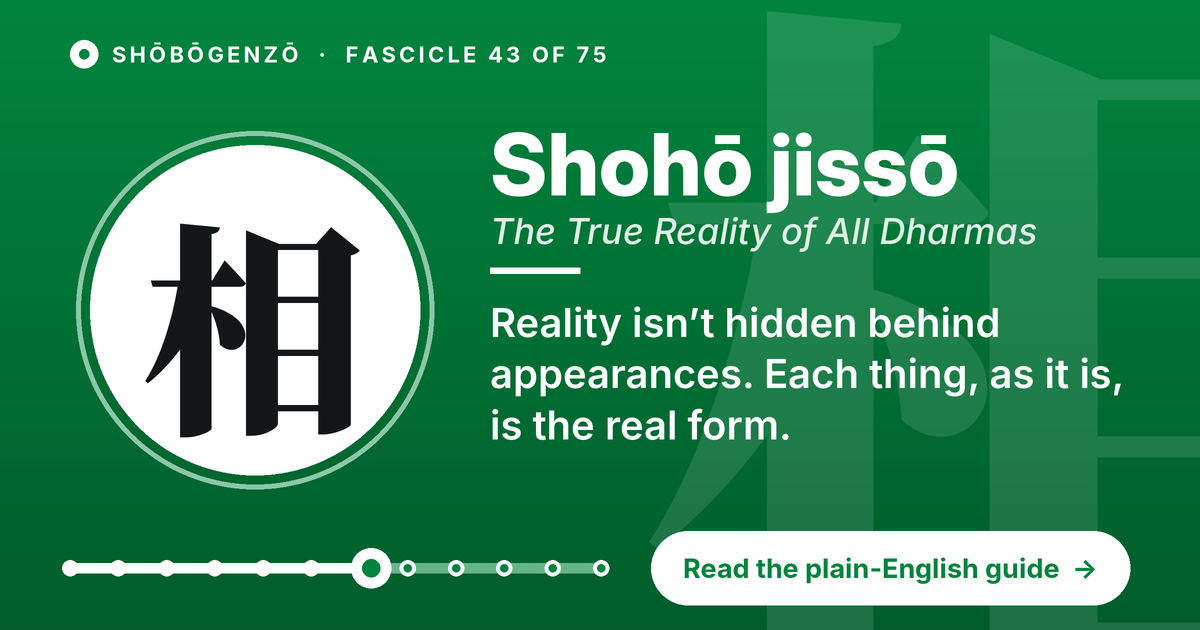 SHŌBŌGENZŌ · FASCICLE 43 OF 75
相
Shohō jissō
The True Reality of All Dharmas
Reality isn’t hidden behind
appearances. Each thing, as it is,
is the real form.
Read the plain-English guide →